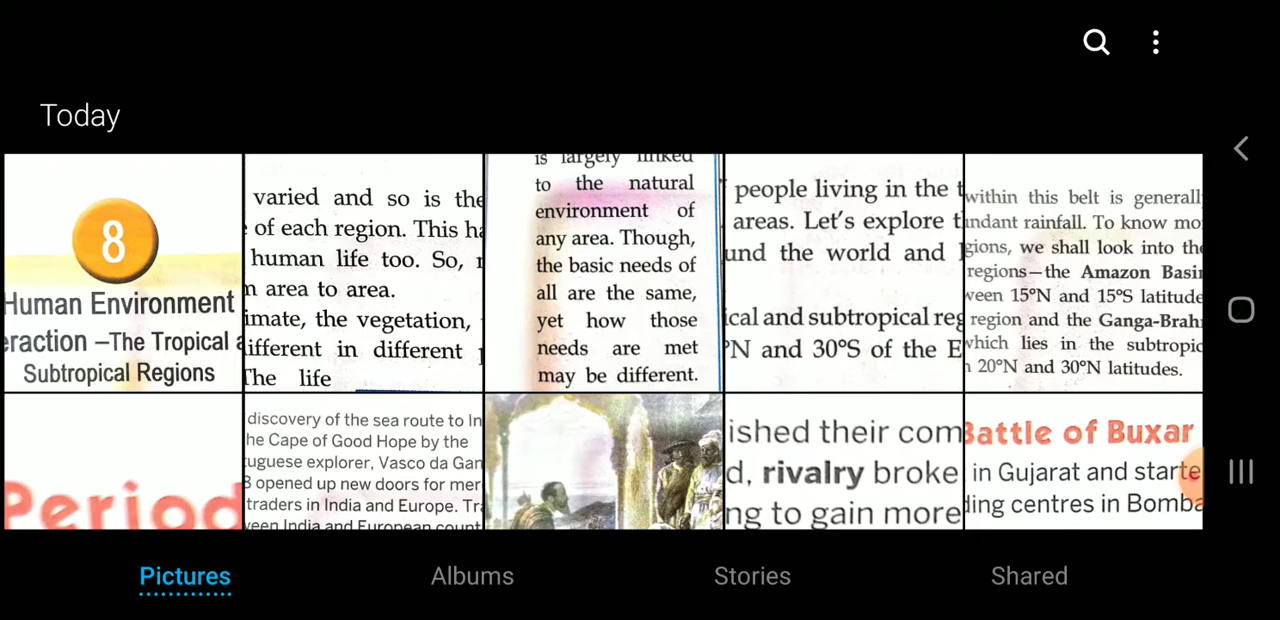 Today
8
Human Environment
eraction –The Tropical a
Subtropical Regions
varied and so is the
of each region. This ha
human life too. So,
n area to area.
imate, the vegetation,
ifferent in different
The life
is largely linked
to the natural
environment of
any area. Though,
the basic needs of
all are the same,
yet how those
needs are met
may be different.
people living in the t
areas. Let's explore t
und the world and
ical and subtropical reg
°N and 30°S of the E
within this belt is generall
undant rainfall. To know mo
gions, we shall look into the
regions—the Amazon Basi
ween 15°N and 15°S latitude
region and the Ganga-Brah
which lies in the subtropic
20°N and 30°N latitudes.
Period
discovery of the sea route to In
he Cape of Good Hope by the
uguese explorer, Vasco da Gan
opened up new doors for mer
traders in India and Europe. Tr
ween India and European count
ished their com
d, rivalry broke
ng to gain more
Battle of Buxar
in Gujarat and starte
ding centres in Bomba
Pictures
Albums
Stories
Shared